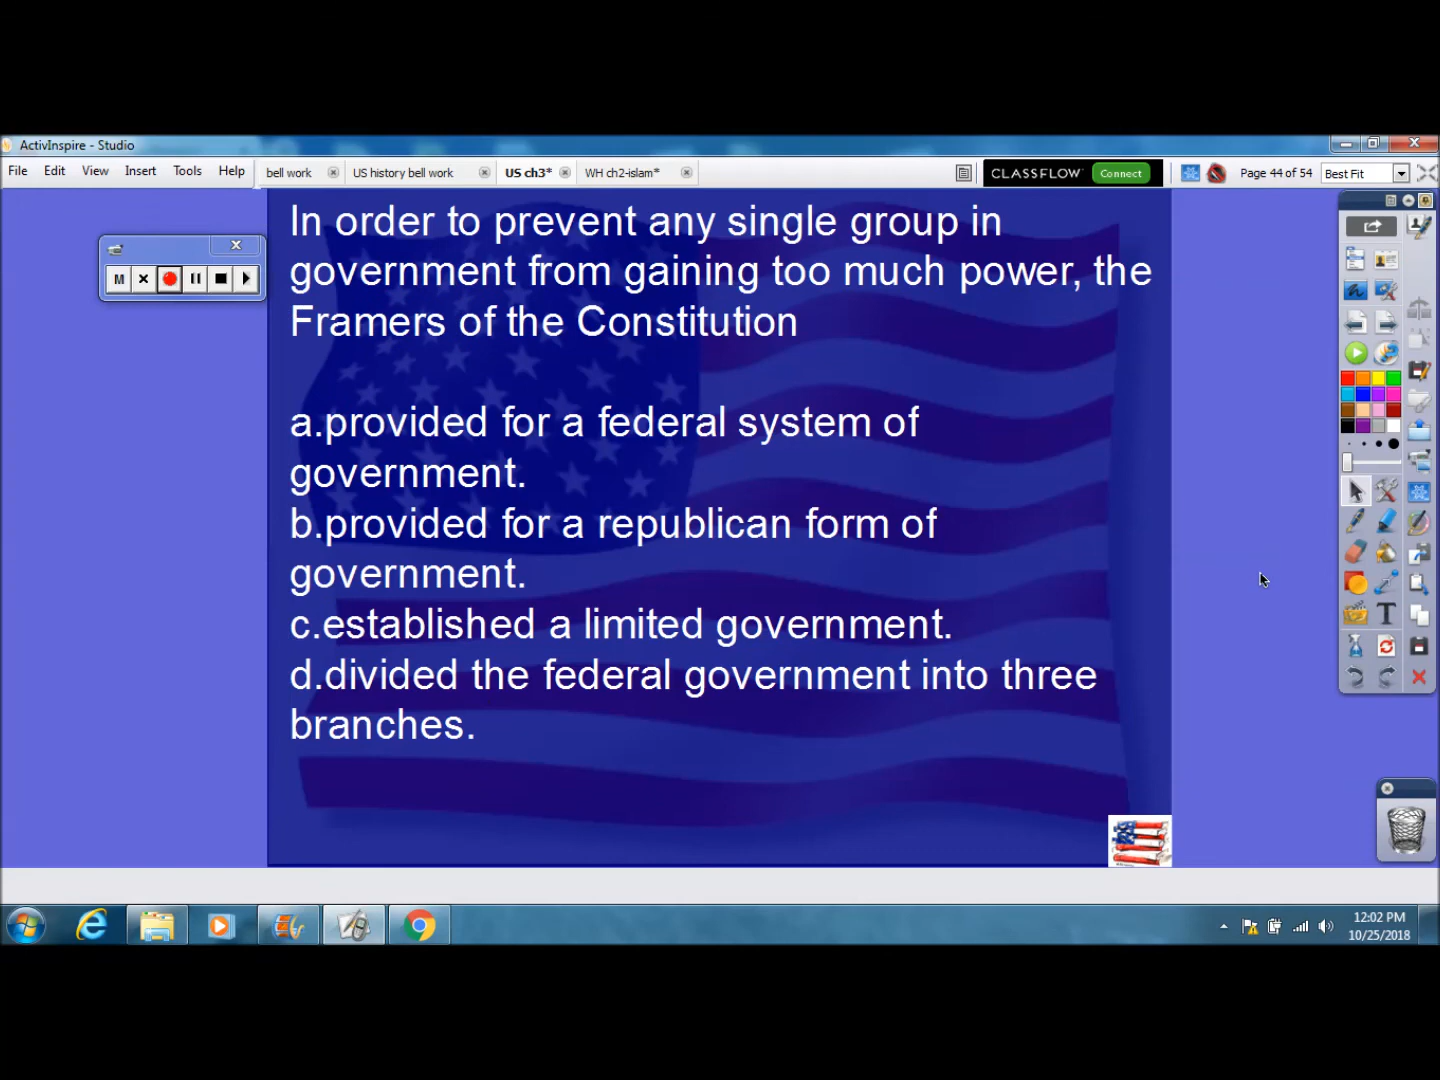 ActivInspire - Studio
File Edit View Insert Tools Help bell work US history bell work US ch3* WH ch2-islam* CLASSFLOW Connect Page 44 of 54 Best Fit
In order to prevent any single group in
government from gaining too much power, the
Framers of the Constitution
M
a.provided for a federal system of
government.
b.provided for a republican form of
government.
c.established a limited government.
d.divided the federal government into three
branches.
T
12:02 PM
10/25/2018